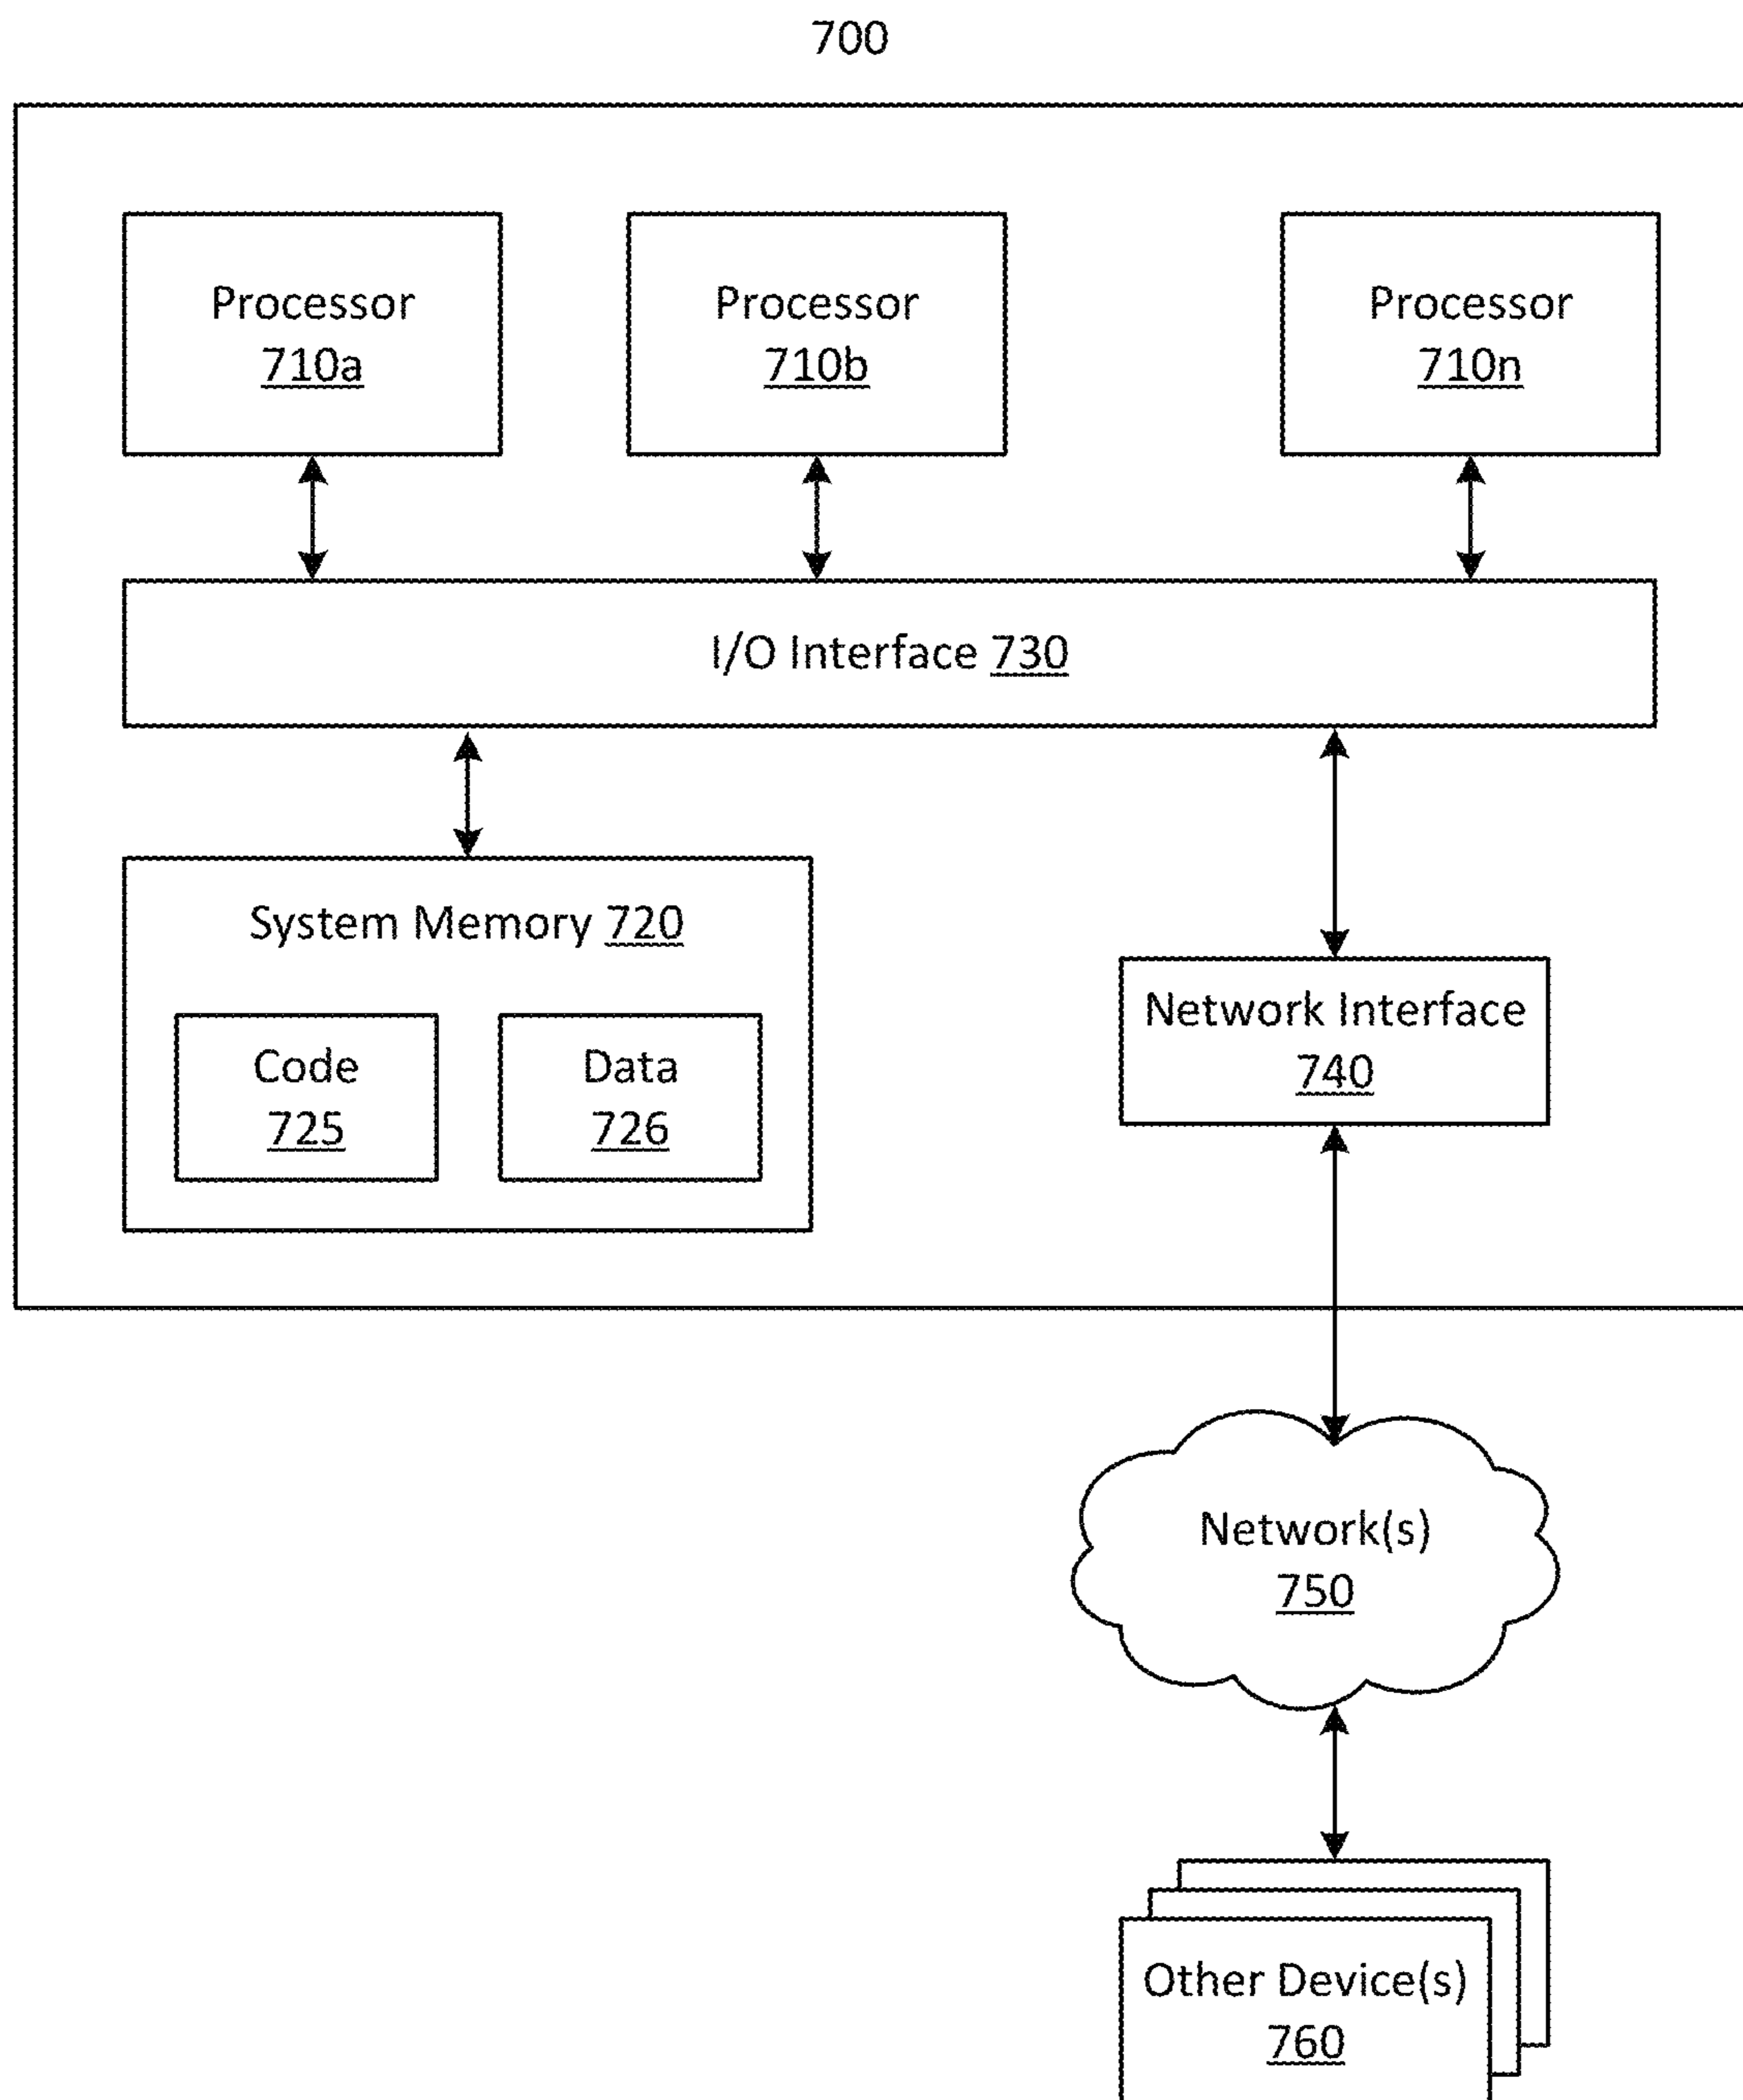 700
Processor
710a
Processor
710b
Processor
710n
I/O Interface 730
System Memory 720
Code
725
Data
726
Network Interface
740
Network(s)
750
Other Device(s)
760